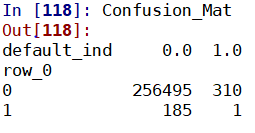 In [118]: Confusion_Mat
Out[118]:
default_ind     0.0  1.0
row_0
0            256495  310
1               185    1